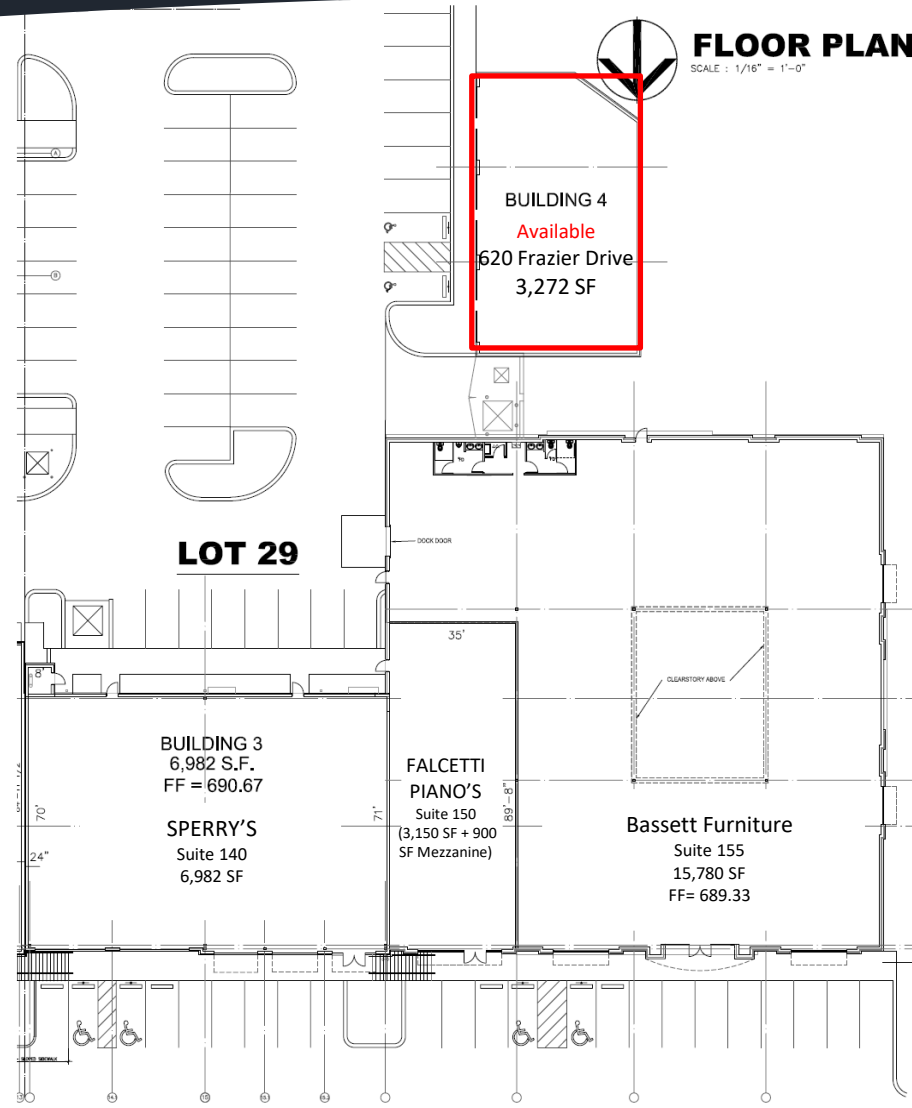 FLOOR PLAN
SCALE : 1/16" = 1'-0"
A
B
BUILDING 4
Available
620 Frazier Drive
3,272 SF
LOT 29
DOCK DOOR
35'
CLEARSTORY ABOVE
BUILDING 3
6,982 S.F.
FF = 690.67
SPERRY'S
Suite 140
6,982 SF
70'
71'
24"
FALCETTI
PIANO'S
Suite 150
(3,150 SF + 900
SF Mezzanine)
89'-8"
Bassett Furniture
Suite 155
15,780 SF
FF= 689.33
15